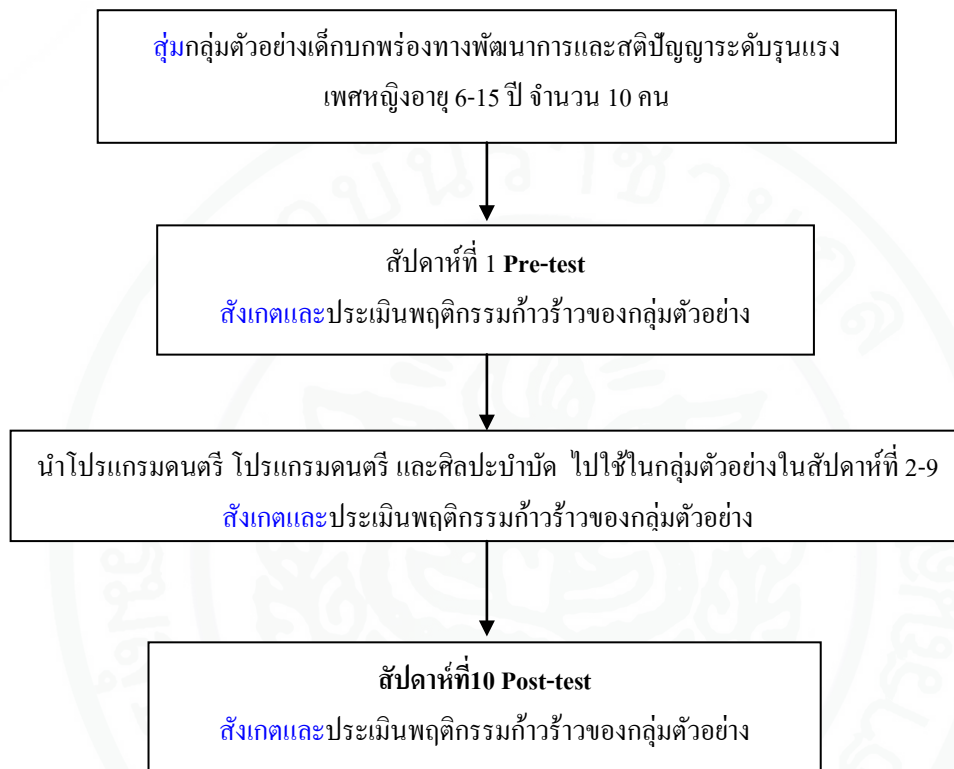 สุ่มกลุ่มตัวอย่างเด็กบกพร่องทางพัฒนาการและสติปัญญาระดับรุนแรง
เพศหญิงอายุ 6-15 ปี จำนวน 10 คน
สัปดาห์ที่ 1 Pre-test
สังเกตและประเมินพฤติกรรมก้าวร้าวของกลุ่มตัวอย่าง
นำโปรแกรมดนตรี โปรแกรมดนตรี และศิลปะบำบัด ไปใช้ในกลุ่มตัวอย่างในสัปดาห์ที่ 2-9
สังเกตและประเมินพฤติกรรมก้าวร้าวของกลุ่มตัวอย่าง
สัปดาห์ที่10 Post-test
สังเกตและประเมินพฤติกรรมก้าวร้าวของกลุ่มตัวอย่าง